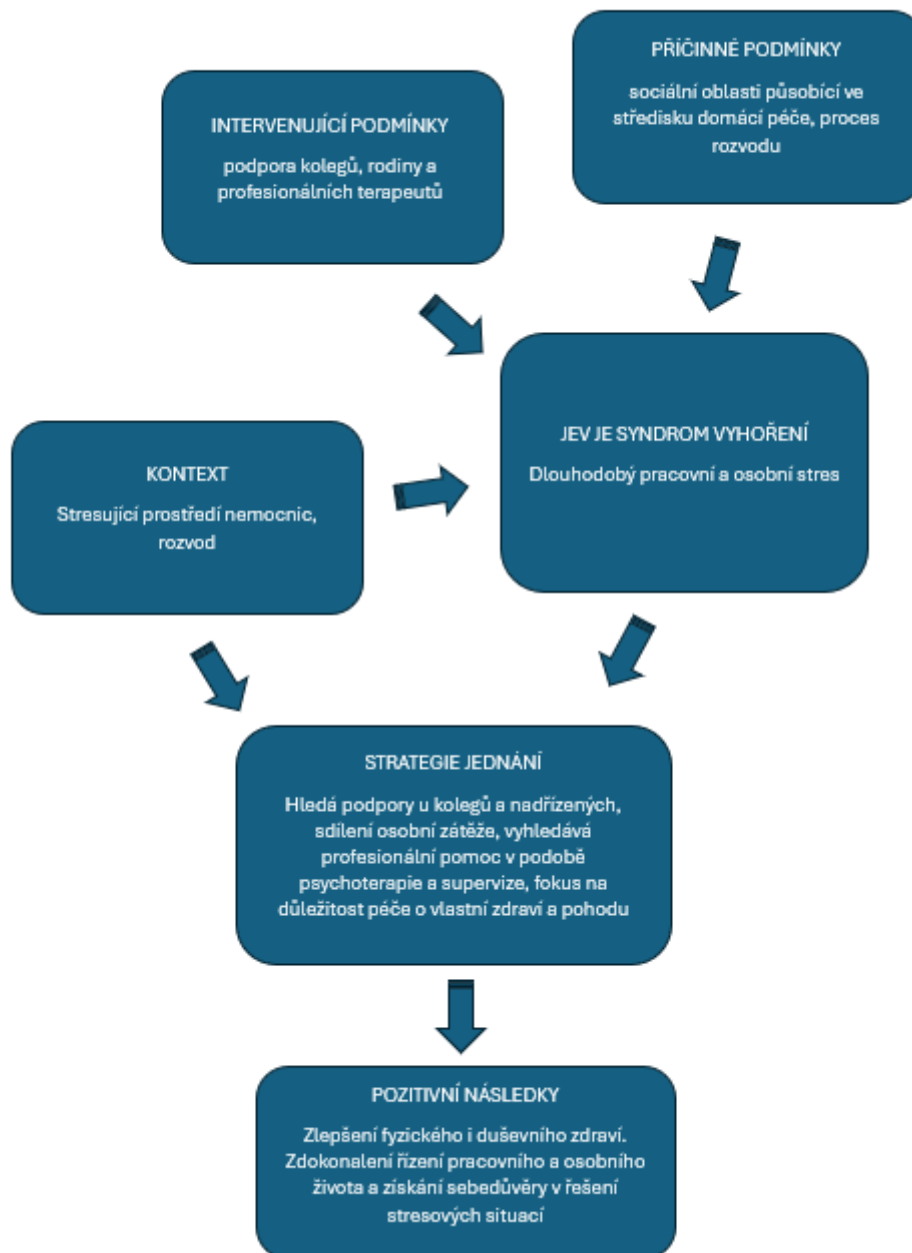 PŘÍČINNÉ PODMÍNKY
sociální oblasti působící ve
středisku domácí péče, proces
rozvodu
INTERVENUJÍCÍ PODMÍNKY
podpora kolegů, rodiny a
profesionálních terapeutů
JEV JE SYNDROM VYHOŘENÍ
Dlouhodobý pracovní a osobní stres
KONTEXT
Stresující prostředí nemocnic,
rozvod
STRATEGIE JEDNÁNÍ
Hledá podpory u kolegů a nadřízených,
sdílení osobní zátěže, vyhledává
profesionální pomoc v podobě
psychoterapie a supervize, fokus na
důležitost péče o vlastní zdraví a pohodu
POZITIVNÍ NÁSLEDKY
Zlepšení fyzického i duševního zdraví.
Zdokonalení řízení pracovního a osobního
života a získání sebedůvěry v řešení
stresových situací